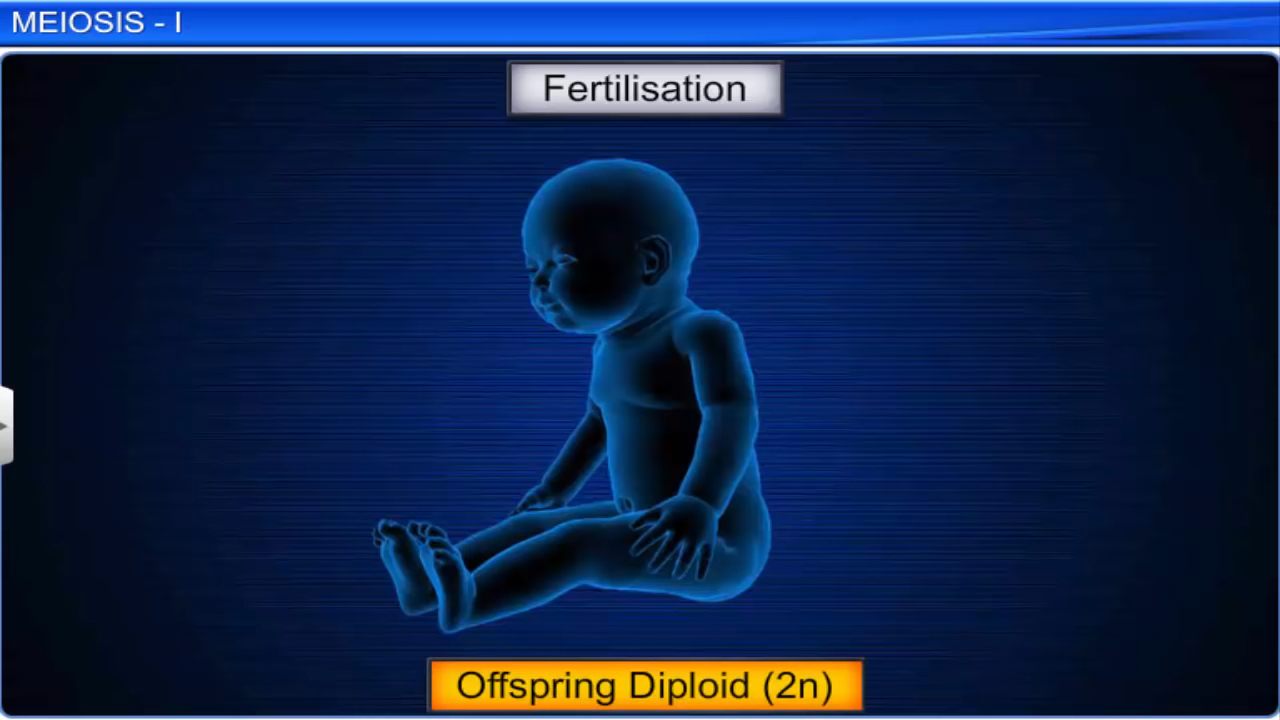 MEIOSIS - I
Fertilisation
Offspring Diploid (2n)